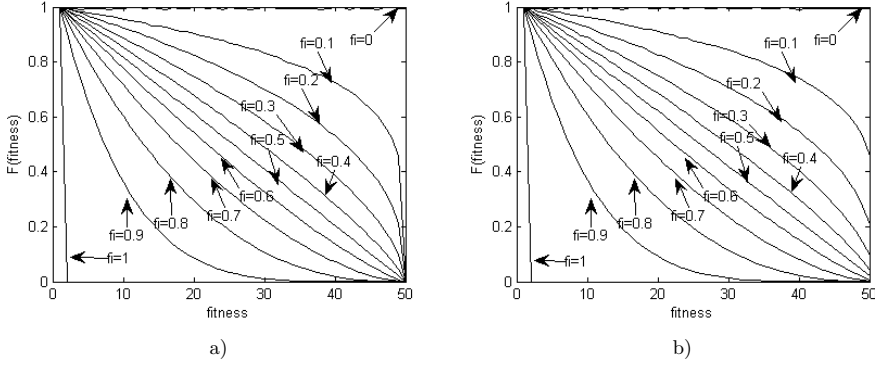 1
0.8
0.6
0.4
0.2
0
F(fitness)
fi=0
fi=0.1
fi=0.2
fi=0.3
fi=0.5
fi=0.4
fi=0.6
fi=0.7
fi=0.8
fi=0.9
fi=1
0 10 20 30 40 50
fitness
a)
1
0.8
0.6
0.4
0.2
0
F(fitness)
fi=0
fi=0.1
fi=0.2
fi=0.3
fi=0.5
fi=0.4
fi=0.6
fi=0.7
fi=0.8
fi=0.9
fi=1
0 10 20 30 40 50
fitness
b)